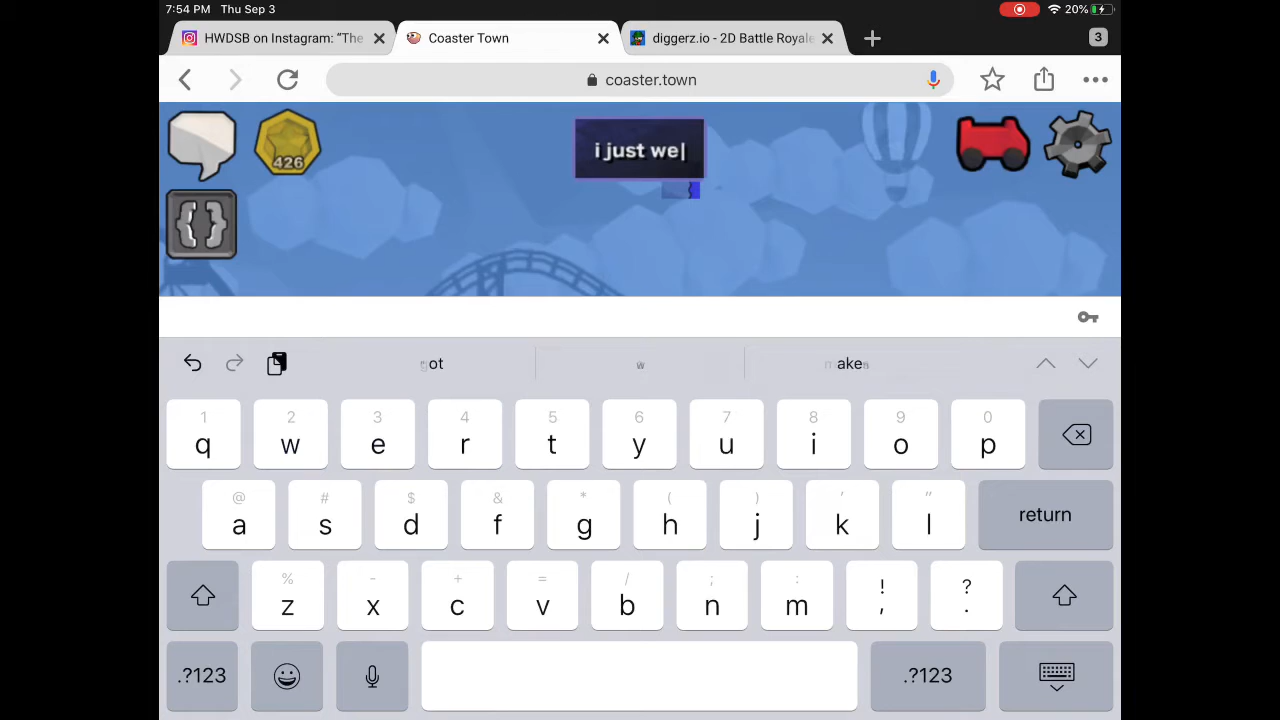 7:54 PM Thu Sep 3
20%
HWDSB on Instagram: “The
Coaster Town
diggerz.io - 2D Battle Royale
3
coaster.town
426
i just we
ot
w
ake
1 2 3 4 5 6 7 8 9 0
q w e r t y u i o p
@ # $ & * ( ) ' "
a s d f g h j k l
return
% - + = / ; : ! ?
z x c v b n m , .
.?123
.?123